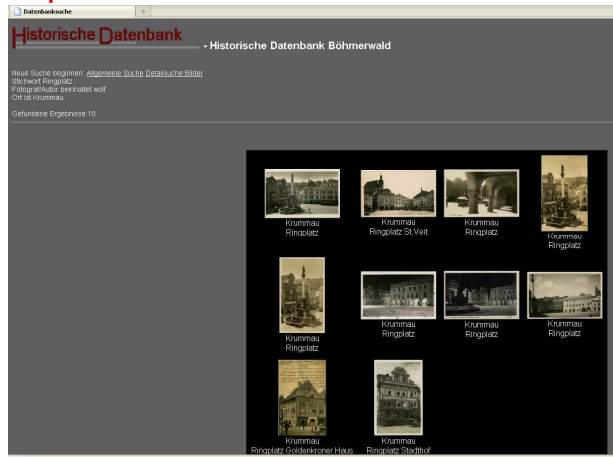 Datenbanksuche
Historische Datenbank
- Historische Datenbank Böhmerwald
Neue Suche beginnen: Allgemeine Suche Detailsuche Bilder
Stichwort Ringplatz
Fotograf/Autor beinhaltet wolf
Ort ist Krummau
Gefundene Ergebnisse:10
Krummau
Ringplatz
Krummau
Ringplatz St.Veit
Krummau
Ringplatz
Krummau
Ringplatz
Krummau
Ringplatz
Krummau
Ringplatz
Krummau
Ringplatz
Krummau
Ringplatz
Krummau
Ringplatz Goldenkroner Haus
Krummau
Ringplatz Stadthof